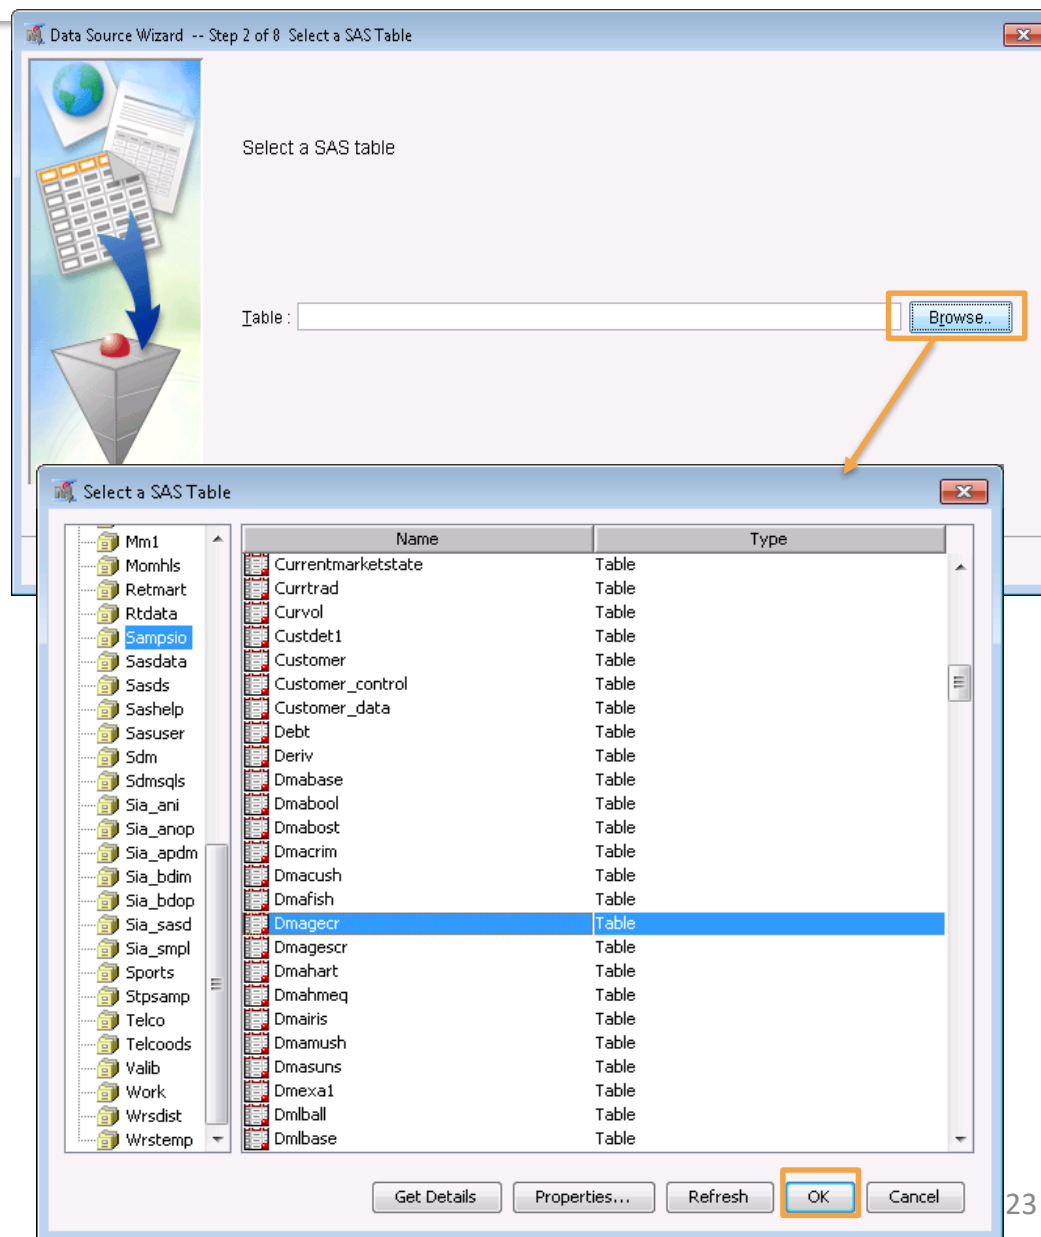 Data Source Wizard -- Step 2 of 8 Select a SAS Table
Select a SAS table
Table :
Browse..
Select a SAS Table
Mm1
Momhls
Retmart
Rtdata
Sampsio
Sasdata
Sasds
Sashelp
Sasuser
Sdm
Sdmsqls
Sia_ani
Sia_anop
Sia_apdm
Sia_bdim
Sia_bdop
Sia_sasd
Sia_smpl
Sports
Stpsamp
Telco
Telcoods
Valib
Work
Wrsdist
Wrstemp
Name Type
Currentmarketstate Table
Currtrad Table
Curvol Table
Custdet1 Table
Customer Table
Customer_control Table
Customer_data Table
Debt Table
Deriv Table
Dmabase Table
Dmabool Table
Dmabost Table
Dmacrim Table
Dmacush Table
Dmafish Table
Dmagecr Table
Dmagescr Table
Dmahart Table
Dmahmeq Table
Dmairis Table
Dmamush Table
Dmasuns Table
Dmexa1 Table
Dmlball Table
Dmlbase Table
Get Details Properties... Refresh OK Cancel
23